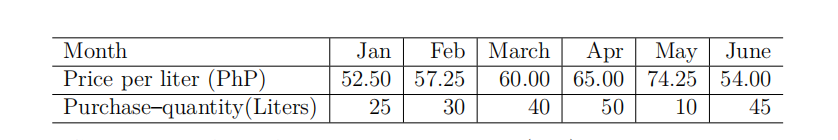 Month Jan Feb March Apr May June
Price per liter (PhP) 52.50 57.25 60.00 65.00 74.25 54.00
Purchase–quantity(Liters) 25 30 40 50 10 45